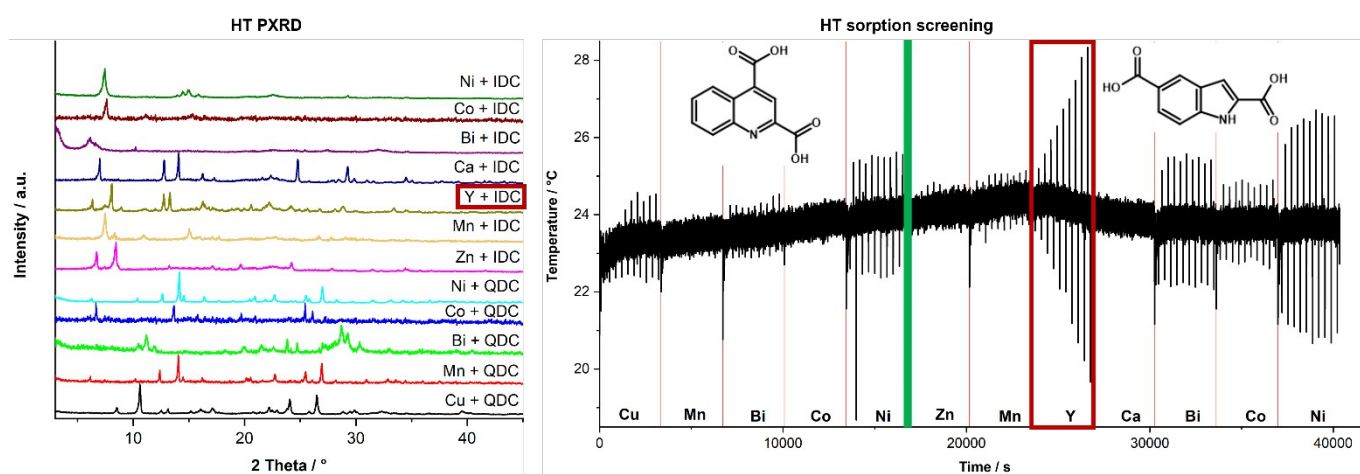 HT PXRD
Intensity / a.u.
Ni + IDC
Co + IDC
Bi + IDC
Ca + IDC
Y + IDC
Mn + IDC
Zn + IDC
Ni + QDC
Co + QDC
Bi + QDC
Mn + QDC
Cu + QDC
10 20 30 40
2 Theta / °
HT sorption screening
Temperature / °C
28
26
24
22
20
O
OH
N
O
OH
O
HO
NH
O
OH
Cu Mn Bi Co Ni Zn Mn Y Ca Bi Co Ni
0 10000 20000 30000 40000
Time / s